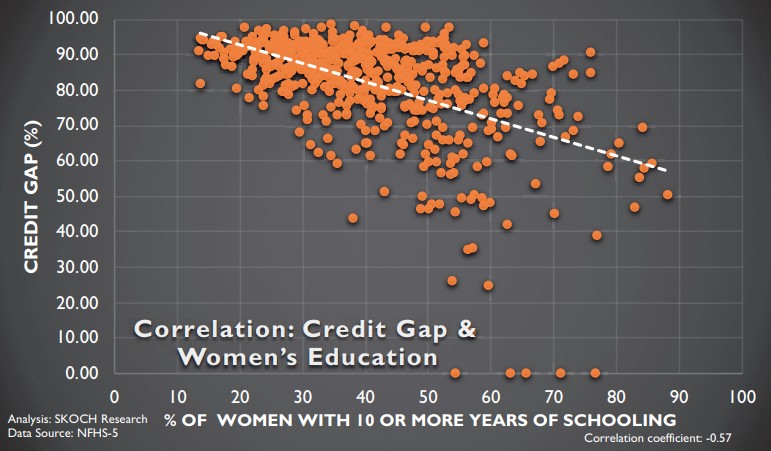 100.00
90.00
80.00
70.00
60.00
50.00
40.00
30.00
20.00
10.00
0.00
CREDIT GAP (%)
Correlation: Credit Gap &
Women's Education
0 10 20 30 40 50 60 70 80 90 100
% OF WOMEN WITH 10 OR MORE YEARS OF SCHOOLING
Analysis: SKOCH Research
Data Source: NFHS-5
Correlation coefficient: -0.57